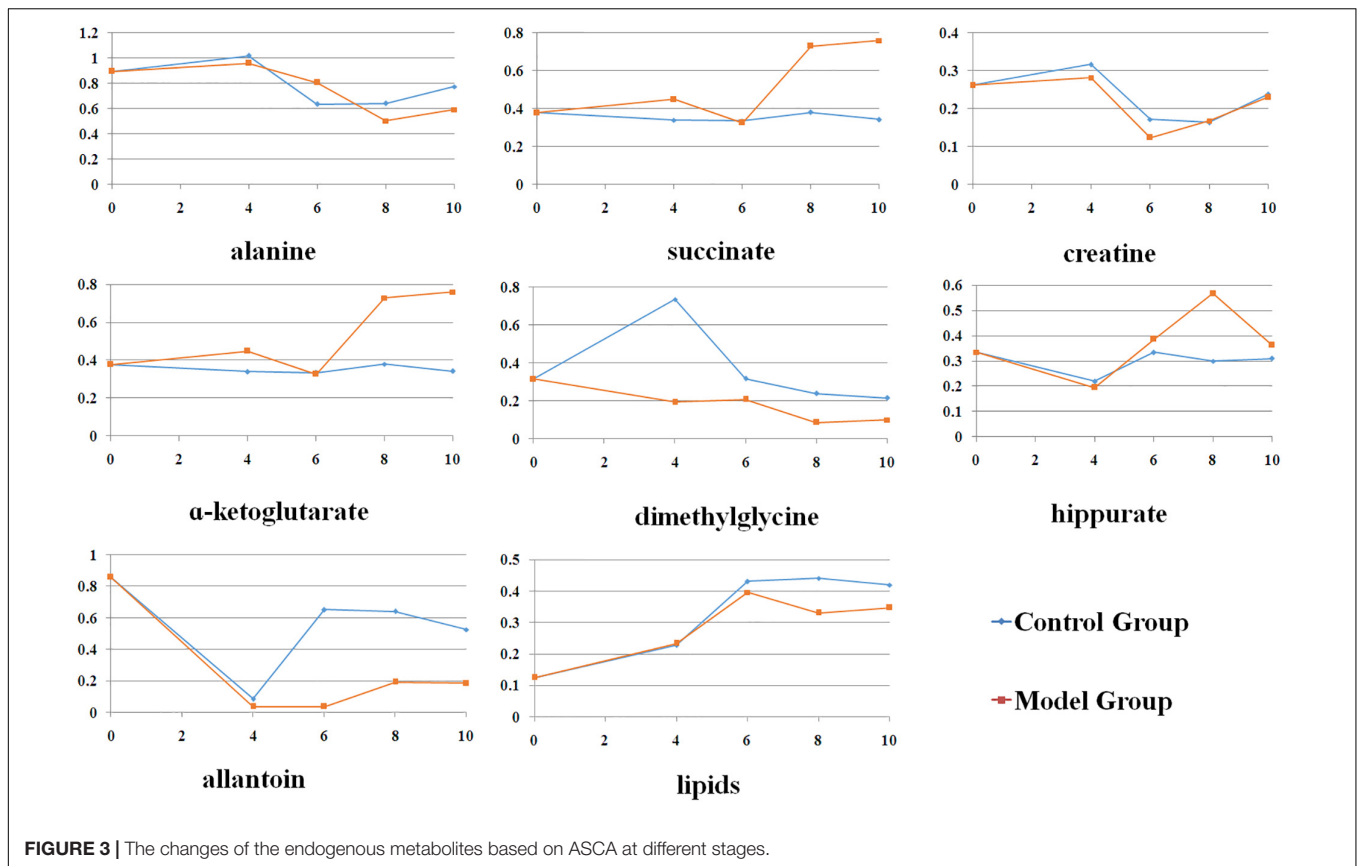 1.2
1
0.8
0.6
0.4
0.2
0
0 2 4 6 8 10
alanine
0.8
0.6
0.4
0.2
0
0 2 4 6 8 10
succinate
0.4
0.3
0.2
0.1
0
0 2 4 6 8 10
creatine
0.8
0.6
0.4
0.2
0
0 2 4 6 8 10
α-ketoglutarate
0.8
0.6
0.4
0.2
0
0 2 4 6 8 10
dimethylglycine
0.6
0.5
0.4
0.3
0.2
0.1
0
0 2 4 6 8 10
hippurate
1
0.8
0.6
0.4
0.2
0
0 2 4 6 8 10
allantoin
0.5
0.4
0.3
0.2
0.1
0
0 2 4 6 8 10
lipids
Control Group
Model Group
FIGURE 3 | The changes of the endogenous metabolites based on ASCA at different stages.